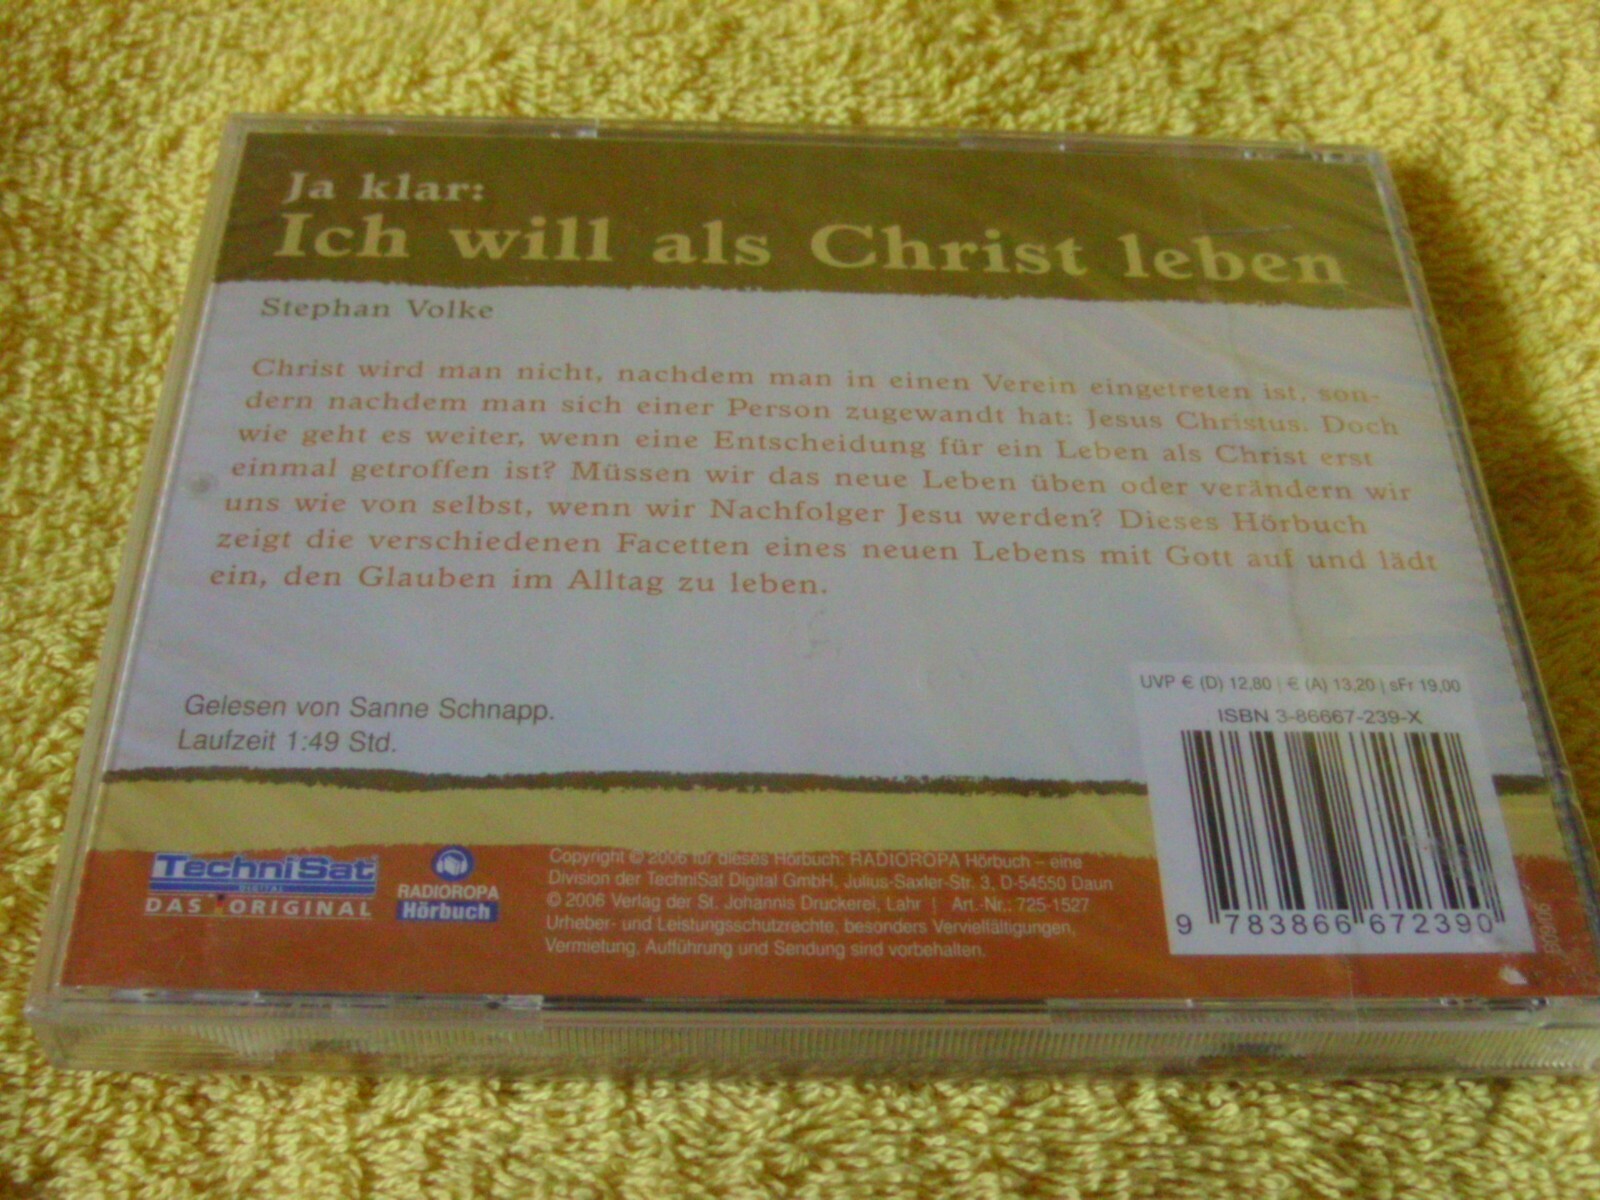 Ja klar:
Ich will als Christ leben
Stephan Volke
Christ wird man nicht, nachdem man in einen Verein eingetreten ist, son-
dern nachdem man sich einer Person zugewandt hat: Jesus Christus. Doch
wie geht es weiter, wenn eine Entscheidung für ein Leben als Christ erst
einmal getroffen ist? Müssen wir das neue Leben üben oder verändern wir
uns wie von selbst, wenn wir Nachfolger Jesu werden? Dieses Hörbuch
zeigt die verschiedenen Facetten eines neuen Lebens mit Gott auf und lädt
ein, den Glauben im Alltag zu leben.
Gelesen von Sanne Schnapp.
Laufzeit 1:49 Std.
UVP € (D) 12,80 | € (A) 13,20 | sFr 19,00
ISBN 3-86667-239-X
9 783866 672390
TechniSat
DIGITAL
DAS ORIGINAL
RADIOROPA
Hörbuch
Copyright © 2006 für dieses Hörbuch: RADIOROPA Hörbuch – eine
Division der TechniSat Digital GmbH, Julius-Saxler-Str. 3, D-54550 Daun
© 2006 Verlag der St. Johannis Druckerei, Lahr | Art.-Nr.: 725-1527
Urheber- und Leistungsschutzrechte, besonders Vervielfältigungen,
Vermietung, Aufführung und Sendung sind vorbehalten.